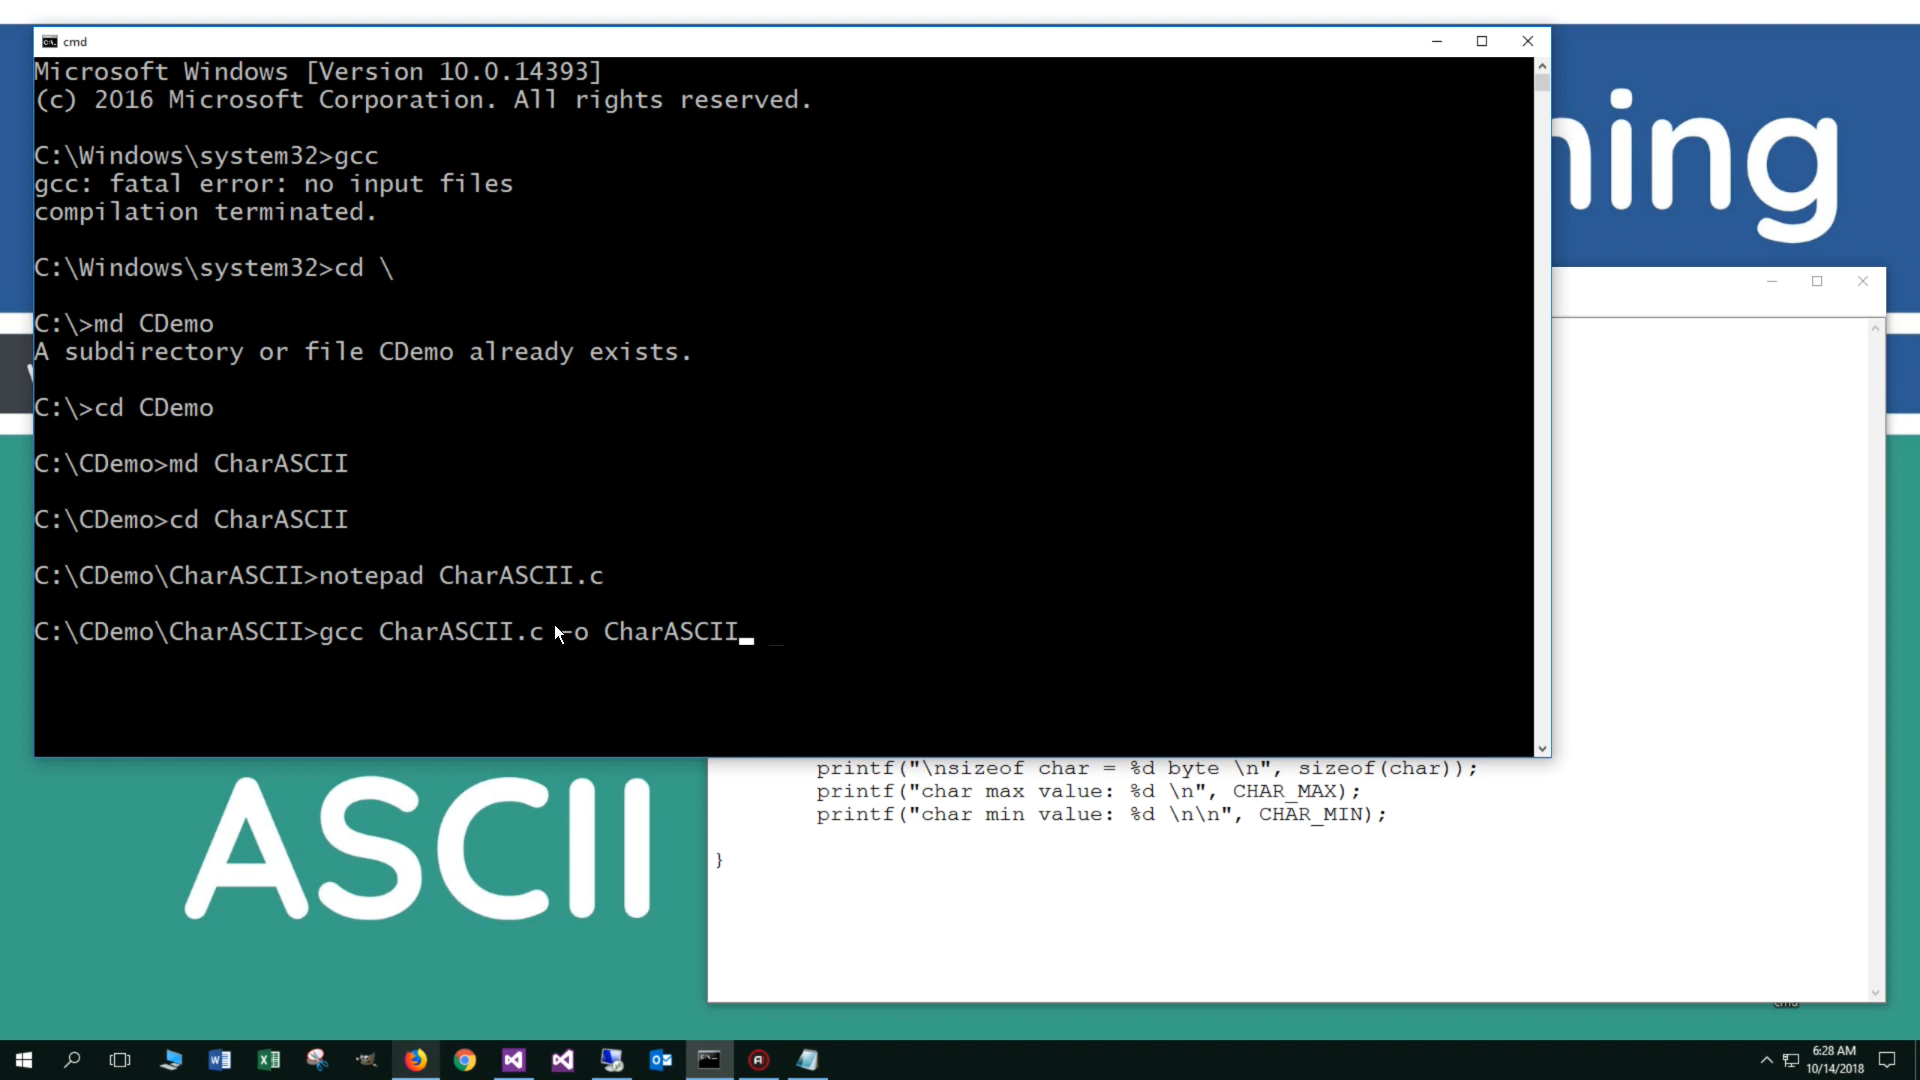 cmd
Microsoft Windows [Version 10.0.14393]
(c) 2016 Microsoft Corporation. All rights reserved.
C:\Windows\system32>gcc
gcc: fatal error: no input files
compilation terminated.
C:\Windows\system32>cd \
C:\>md CDemo
A subdirectory or file CDemo already exists.
C:\>cd CDemo
C:\CDemo>md CharASCII
C:\CDemo>cd CharASCII
C:\CDemo\CharASCII>notepad CharASCII.c
C:\CDemo\CharASCII>gcc CharASCII.c -o CharASCII_
ning
printf("\nsizeof char = %d byte \n", sizeof(char));
printf("char max value: %d \n", CHAR_MAX);
printf("char min value: %d \n\n", CHAR_MIN);
}
ASCII
cmd
6:28 AM
10/14/2018